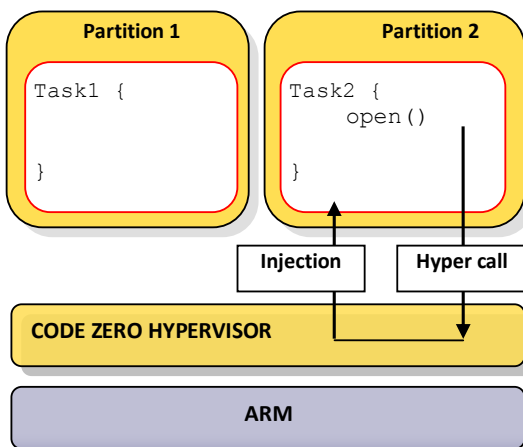 Partition 1
Task1 {
}
Partition 2
Task2 {
open()
}
Injection
Hyper call
CODE ZERO HYPERVISOR
ARM